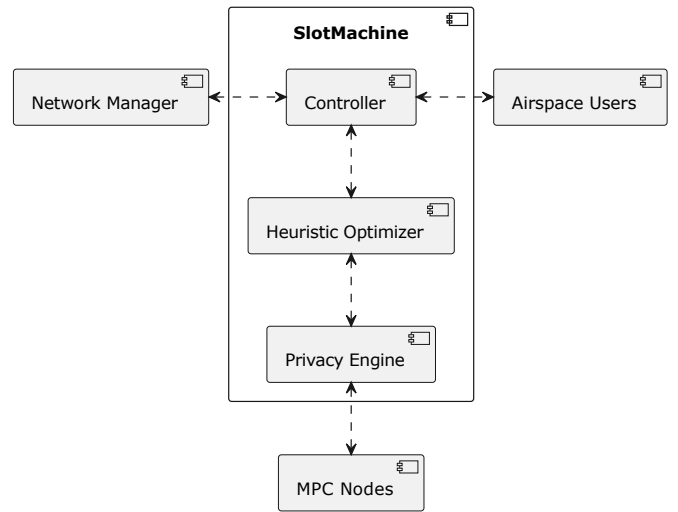 SlotMachine
Network Manager
Controller
Airspace Users
Heuristic Optimizer
Privacy Engine
MPC Nodes